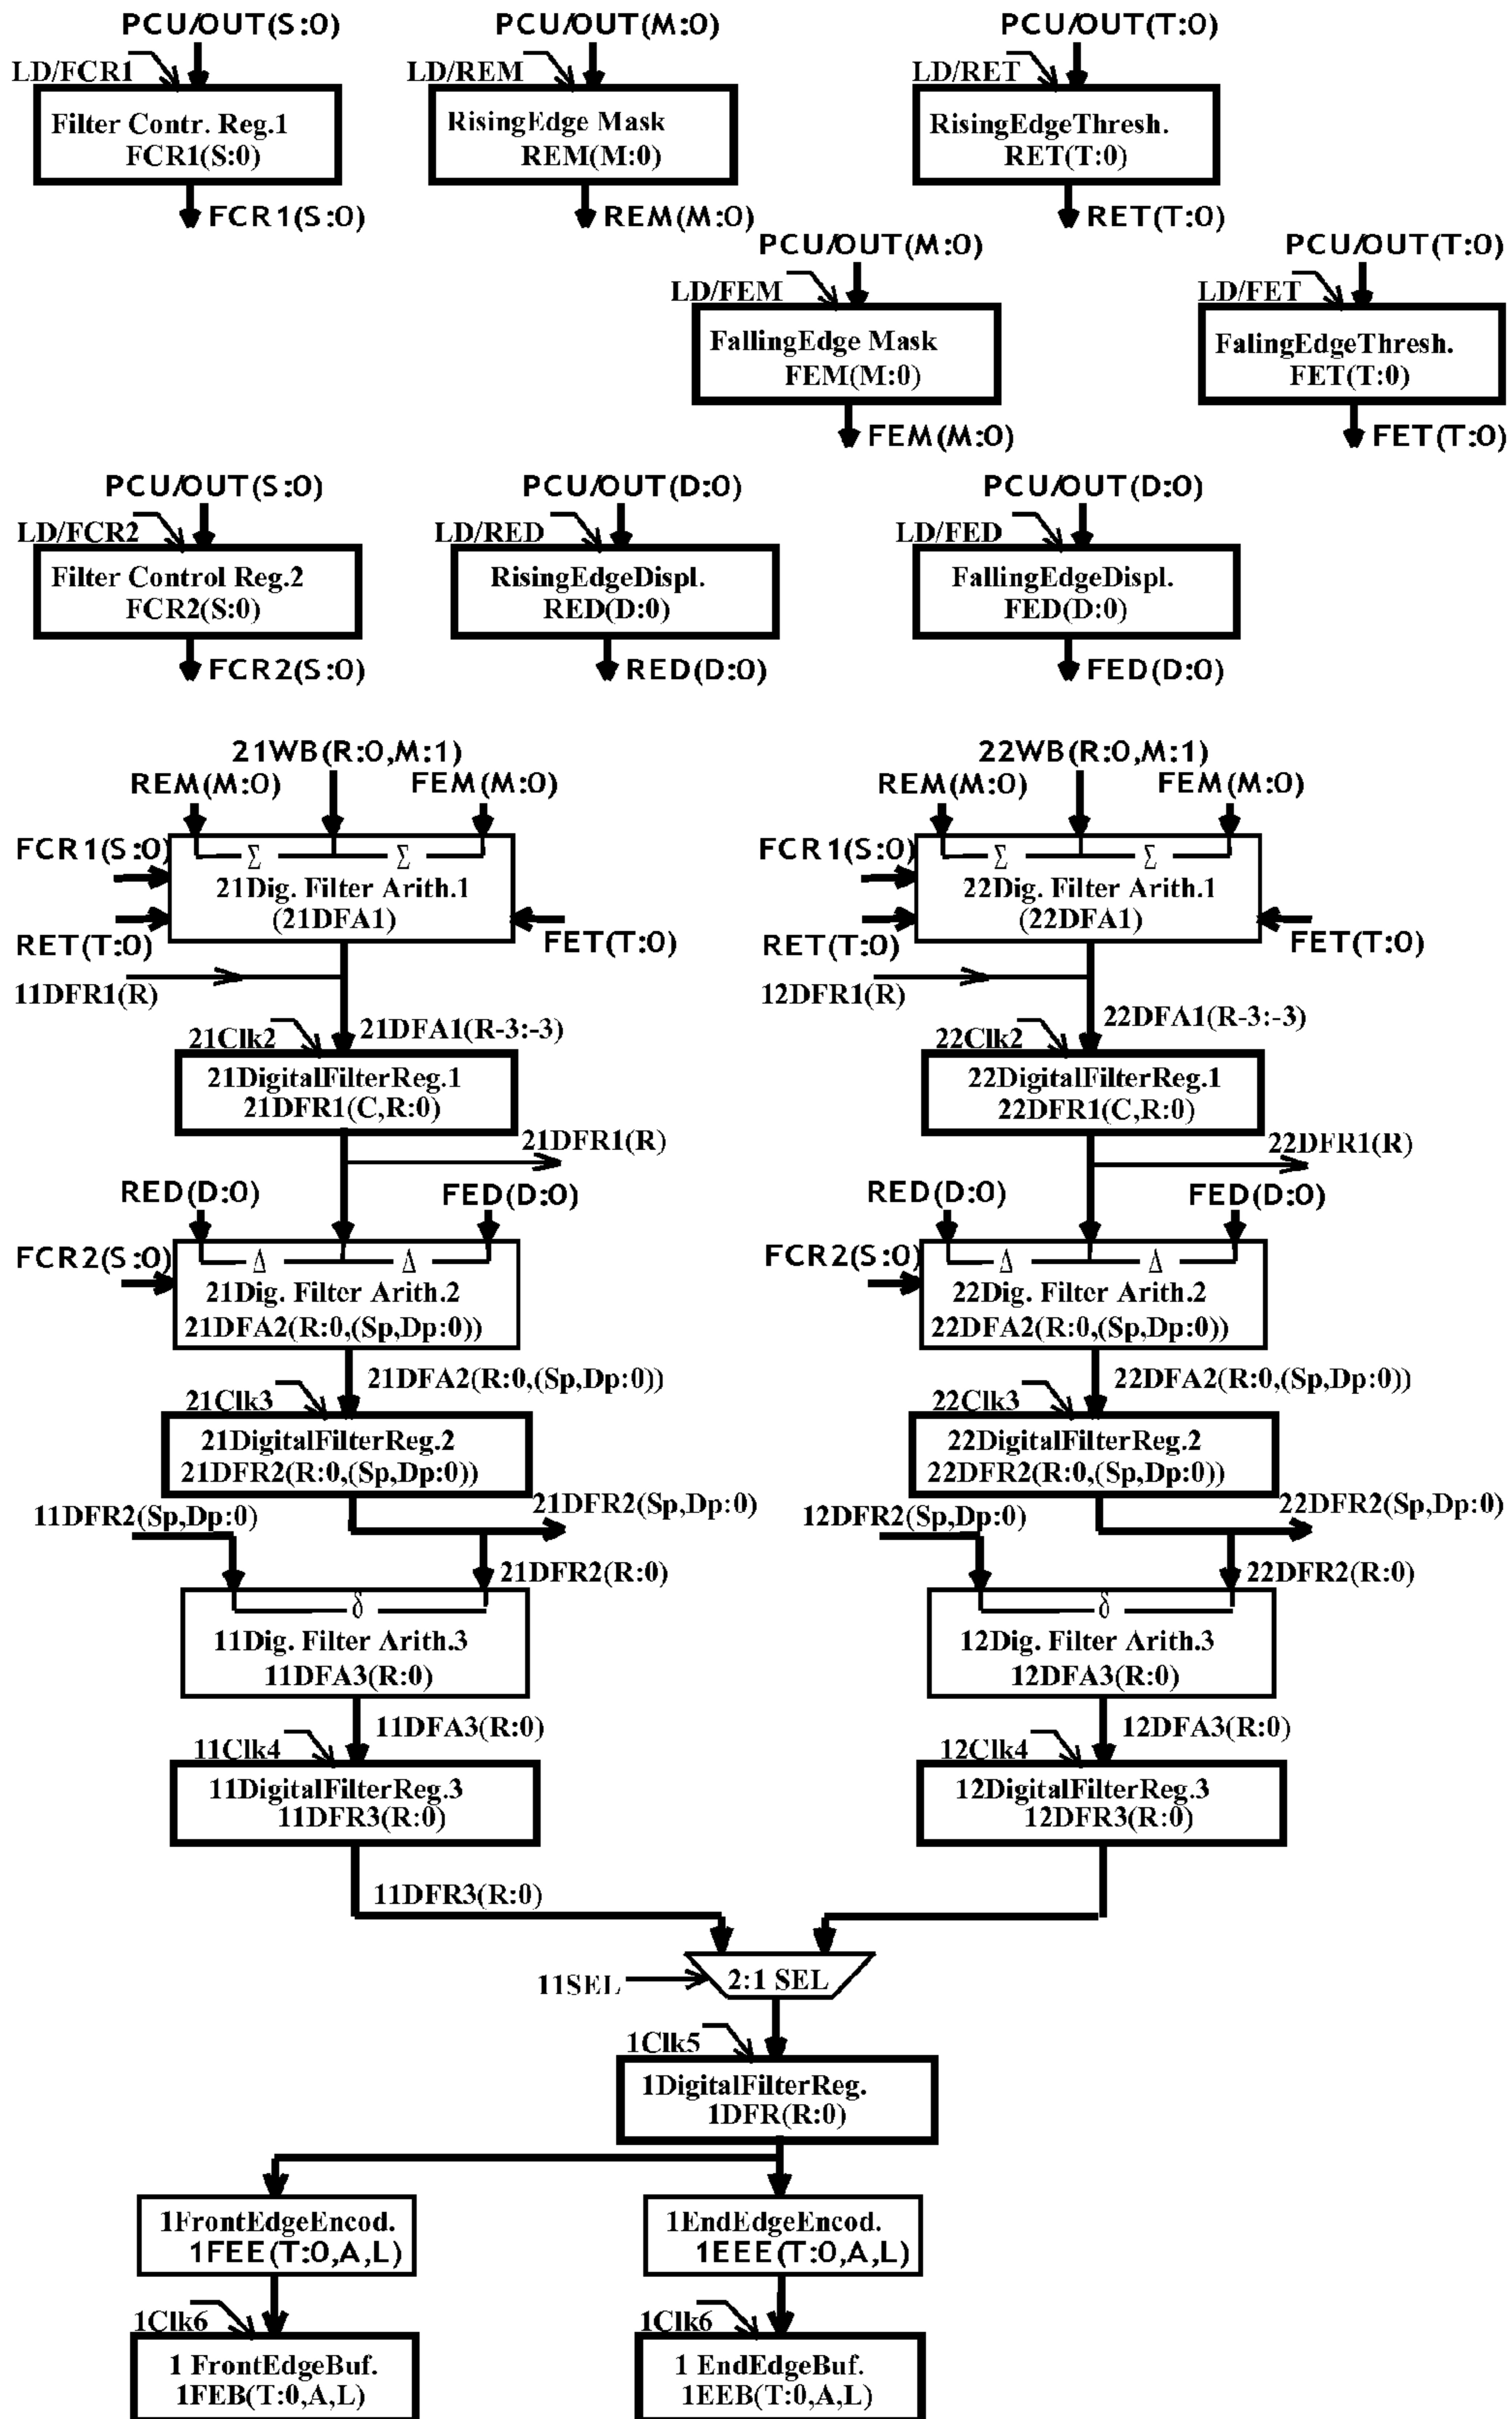 PCU/OUT(S:0)
PCU/OUT(M:0)
PCU/OUT(T:0)
LD/FCR1
LD/REM
LD/RET
Filter Contr. Reg.1
FCR1(S:0)
RisingEdge Mask
REM(M:0)
RisingEdgeThresh.
RET(T:0)
FCR1(S:0)
REM(M:0)
RET(T:0)
PCU/OUT(M:0)
PCU/OUT(T:0)
LD/FEM
LD/FET
FallingEdge Mask
FEM(M:0)
FalingEdgeThresh.
FET(T:0)
FEM(M:0)
FET(T:0)
PCU/OUT(S:0)
PCU/OUT(D:0)
PCU/OUT(D:0)
LD/FCR2
LD/RED
LD/FED
Filter Control Reg.2
FCR2(S:0)
RisingEdgeDispl.
RED(D:0)
FallingEdgeDispl.
FED(D:0)
FCR2(S:0)
RED(D:0)
FED(D:0)
21WB(R:0,M:1)
REM(M:0)
FEM(M:0)
FCR1(S:0)
Σ Σ
21Dig. Filter Arith.1
(21DFA1)
RET(T:0)
FET(T:0)
11DFR1(R)
21DFA1(R-3:-3)
21Clk2
21DigitalFilterReg.1
21DFR1(C,R:0)
21DFR1(R)
RED(D:0)
FED(D:0)
FCR2(S:0)
Δ Δ
21Dig. Filter Arith.2
21DFA2(R:0,(Sp,Dp:0))
21DFA2(R:0,(Sp,Dp:0))
21Clk3
21DigitalFilterReg.2
21DFR2(R:0,(Sp,Dp:0))
11DFR2(Sp,Dp:0)
21DFR2(Sp,Dp:0)
21DFR2(R:0)
δ
11Dig. Filter Arith.3
11DFA3(R:0)
11DFA3(R:0)
11Clk4
11DigitalFilterReg.3
11DFR3(R:0)
11DFR3(R:0)
22WB(R:0,M:1)
REM(M:0)
FEM(M:0)
FCR1(S:0)
Σ Σ
22Dig. Filter Arith.1
(22DFA1)
RET(T:0)
FET(T:0)
12DFR1(R)
22DFA1(R-3:-3)
22Clk2
22DigitalFilterReg.1
22DFR1(C,R:0)
22DFR1(R)
RED(D:0)
FED(D:0)
FCR2(S:0)
Δ Δ
22Dig. Filter Arith.2
22DFA2(R:0,(Sp,Dp:0))
22DFA2(R:0,(Sp,Dp:0))
22Clk3
22DigitalFilterReg.2
22DFR2(R:0,(Sp,Dp:0))
12DFR2(Sp,Dp:0)
22DFR2(Sp,Dp:0)
22DFR2(R:0)
δ
12Dig. Filter Arith.3
12DFA3(R:0)
12DFA3(R:0)
12Clk4
12DigitalFilterReg.3
12DFR3(R:0)
11SEL
2:1 SEL
1Clk5
1DigitalFilterReg.
1DFR(R:0)
1FrontEdgeEncod.
1FEE(T:0,A,L)
1EndEdgeEncod.
1EEE(T:0,A,L)
1Clk6
1Clk6
1 FrontEdgeBuf.
1FEB(T:0,A,L)
1 EndEdgeBuf.
1EEB(T:0,A,L)